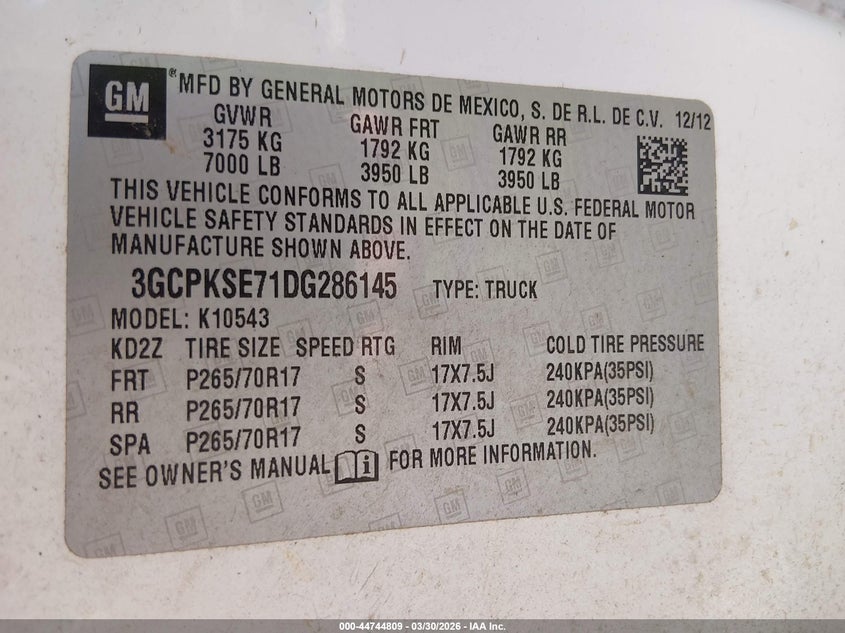 GM
® MFD BY GENERAL MOTORS DE MEXICO, S. DE R.L. DE C.V. 12/12
GVWR GAWR FRT GAWR RR
3175 KG 1792 KG 1792 KG
7000 LB 3950 LB 3950 LB
THIS VEHICLE CONFORMS TO ALL APPLICABLE U.S. FEDERAL MOTOR
VEHICLE SAFETY STANDARDS IN EFFECT ON THE DATE OF
MANUFACTURE SHOWN ABOVE.
3GCPKSE71DG286145 TYPE: TRUCK
MODEL: K10543
KD2Z TIRE SIZE SPEED RTG RIM COLD TIRE PRESSURE
FRT P265/70R17 S 17X7.5J 240KPA(35PSI)
RR P265/70R17 S 17X7.5J 240KPA(35PSI)
SPA P265/70R17 S 17X7.5J 240KPA(35PSI)
SEE OWNER'S MANUAL i FOR MORE INFORMATION.
000-44744809 - 03/30/2026 - IAA Inc.